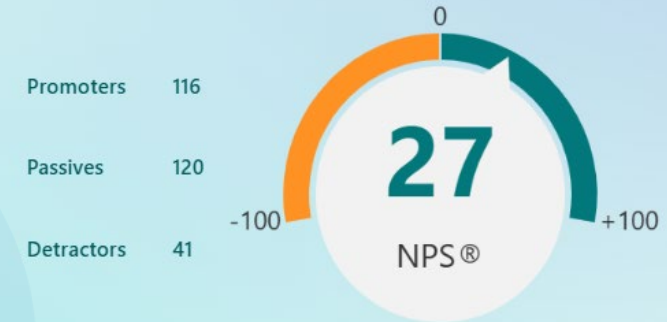 0
Promoters 116
27
Passives 120
-100
+100
Detractors 41
NPS®